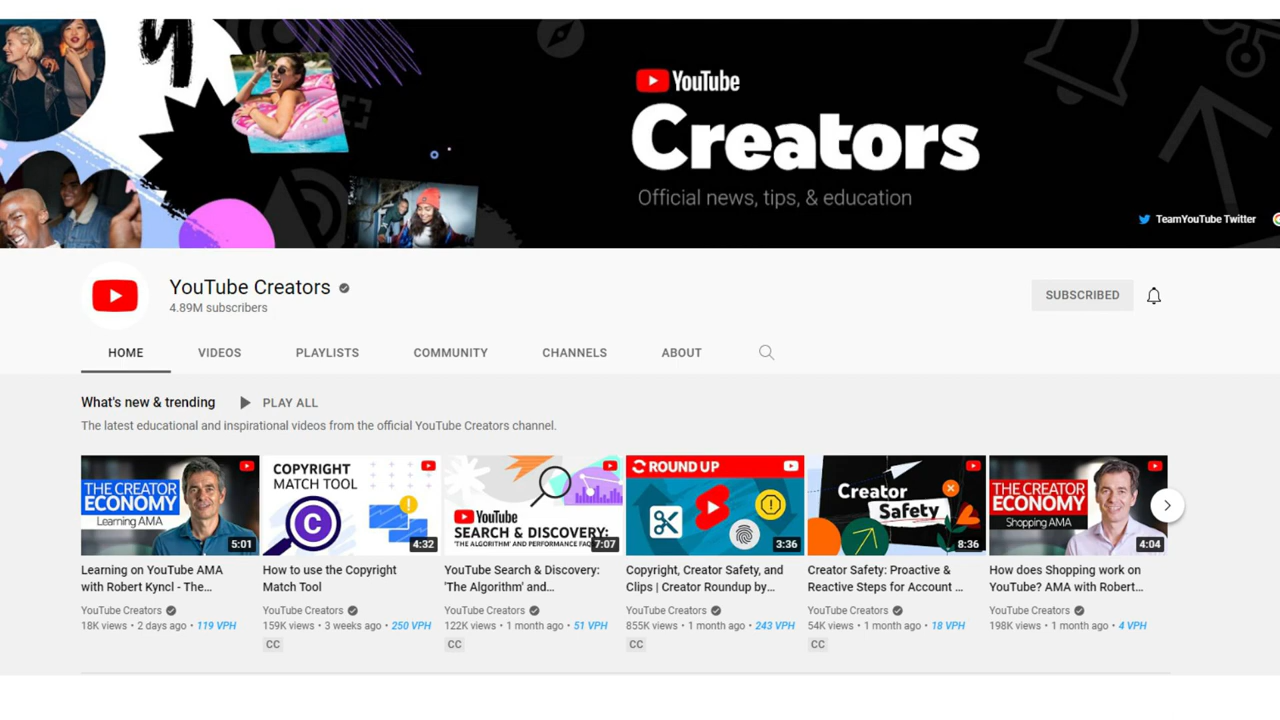 YouTube
Creators
Official news, tips, & education
TeamYouTube Twitter
YouTube Creators
4.89M subscribers
SUBSCRIBED
HOME VIDEOS PLAYLISTS COMMUNITY CHANNELS ABOUT
What's new & trending PLAY ALL
The latest educational and inspirational videos from the official YouTube Creators channel.
THE CREATOR
ECONOMY
Learning AMA
5:01
Learning on YouTube AMA
with Robert Kyncl - The...
YouTube Creators
18K views • 2 days ago • 119 VPH
COPYRIGHT
MATCH TOOL
C
4:32
How to use the Copyright
Match Tool
YouTube Creators
159K views • 3 weeks ago • 250 VPH
CC
YouTube
SEARCH & DISCOVERY:
'THE ALGORITHM' AND PERFORMANCE FAQ
7:07
YouTube Search & Discovery:
'The Algorithm' and...
YouTube Creators
122K views • 1 month ago • 51 VPH
CC
ROUND UP
3:36
Copyright, Creator Safety, and
Clips | Creator Roundup by...
YouTube Creators
855K views • 1 month ago • 243 VPH
CC
Creator
Safety
8:36
Creator Safety: Proactive &
Reactive Steps for Account ...
YouTube Creators
54K views • 1 month ago • 18 VPH
CC
THE CREATOR
ECONOMY
Shopping AMA
4:04
How does Shopping work on
YouTube? AMA with Robert...
YouTube Creators
198K views • 1 month ago • 4 VPH